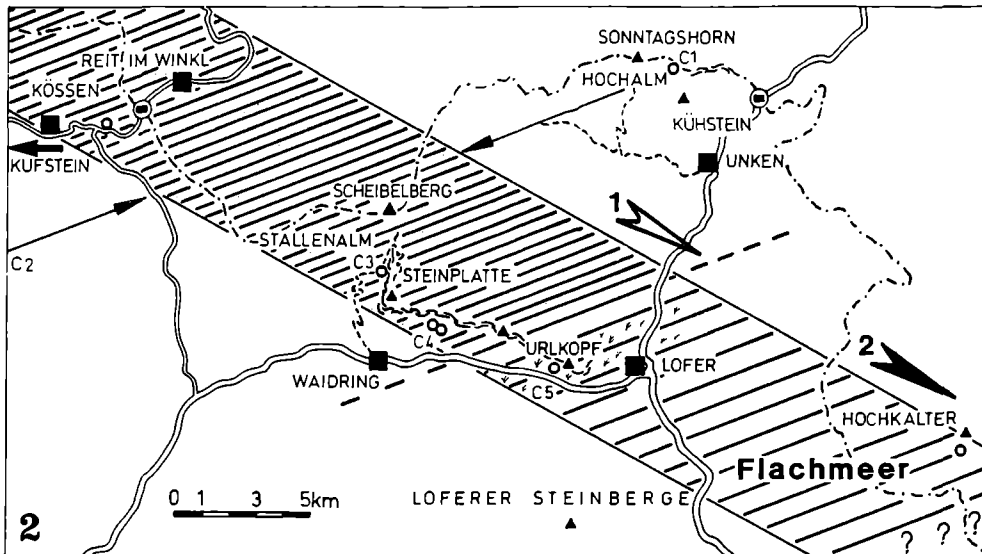 SONNTAGSHORN
C1
REIT IM WINKL
HOCHALM
KÖSSEN
KÜHSTEIN
KUFSTEIN
UNKEN
SCHEIBELBERG
1
STALLENALM
C2
C3
STEINPLATTE
C4
URLKOPF
2
WAIDRING
LOFER
C5
HOCHKALTER
Flachmeer
0 1 3 5km
LOFERER STEINBERGE
2
? ? ?